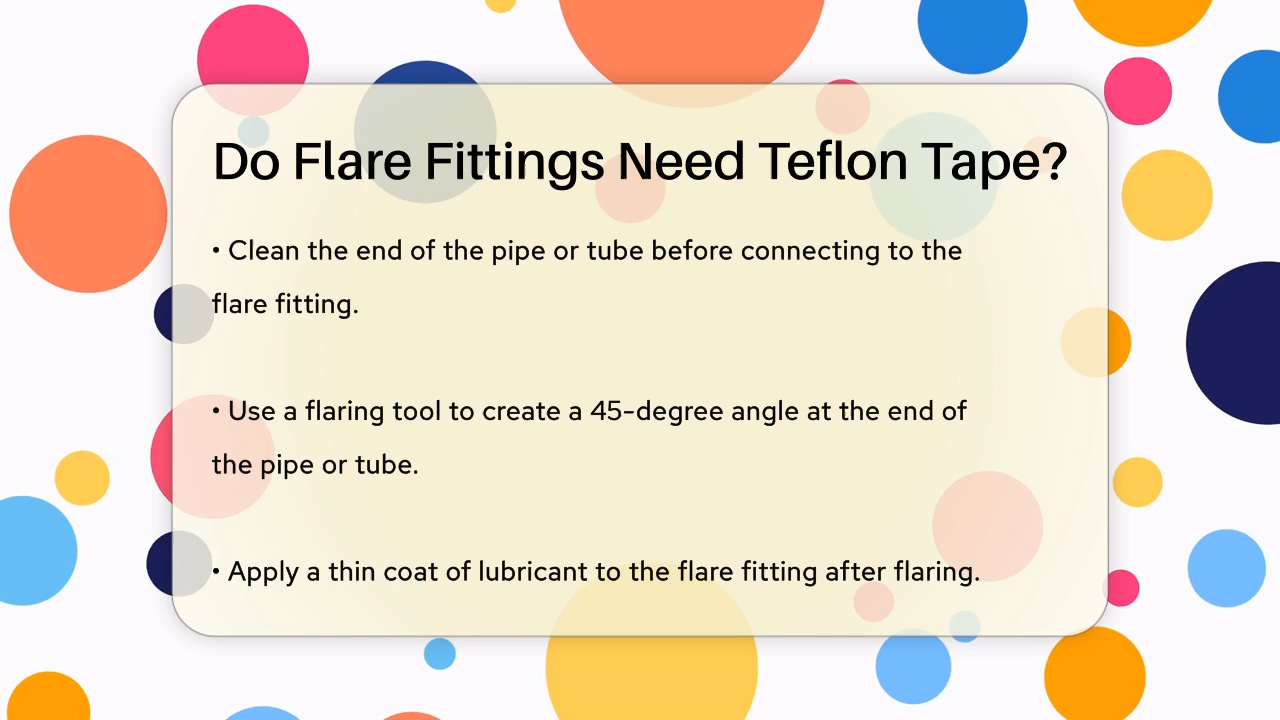 Do Flare Fittings Need Teflon Tape?
• Clean the end of the pipe or tube before connecting to the
flare fitting.
• Use a flaring tool to create a 45-degree angle at the end of
the pipe or tube.
• Apply a thin coat of lubricant to the flare fitting after flaring.